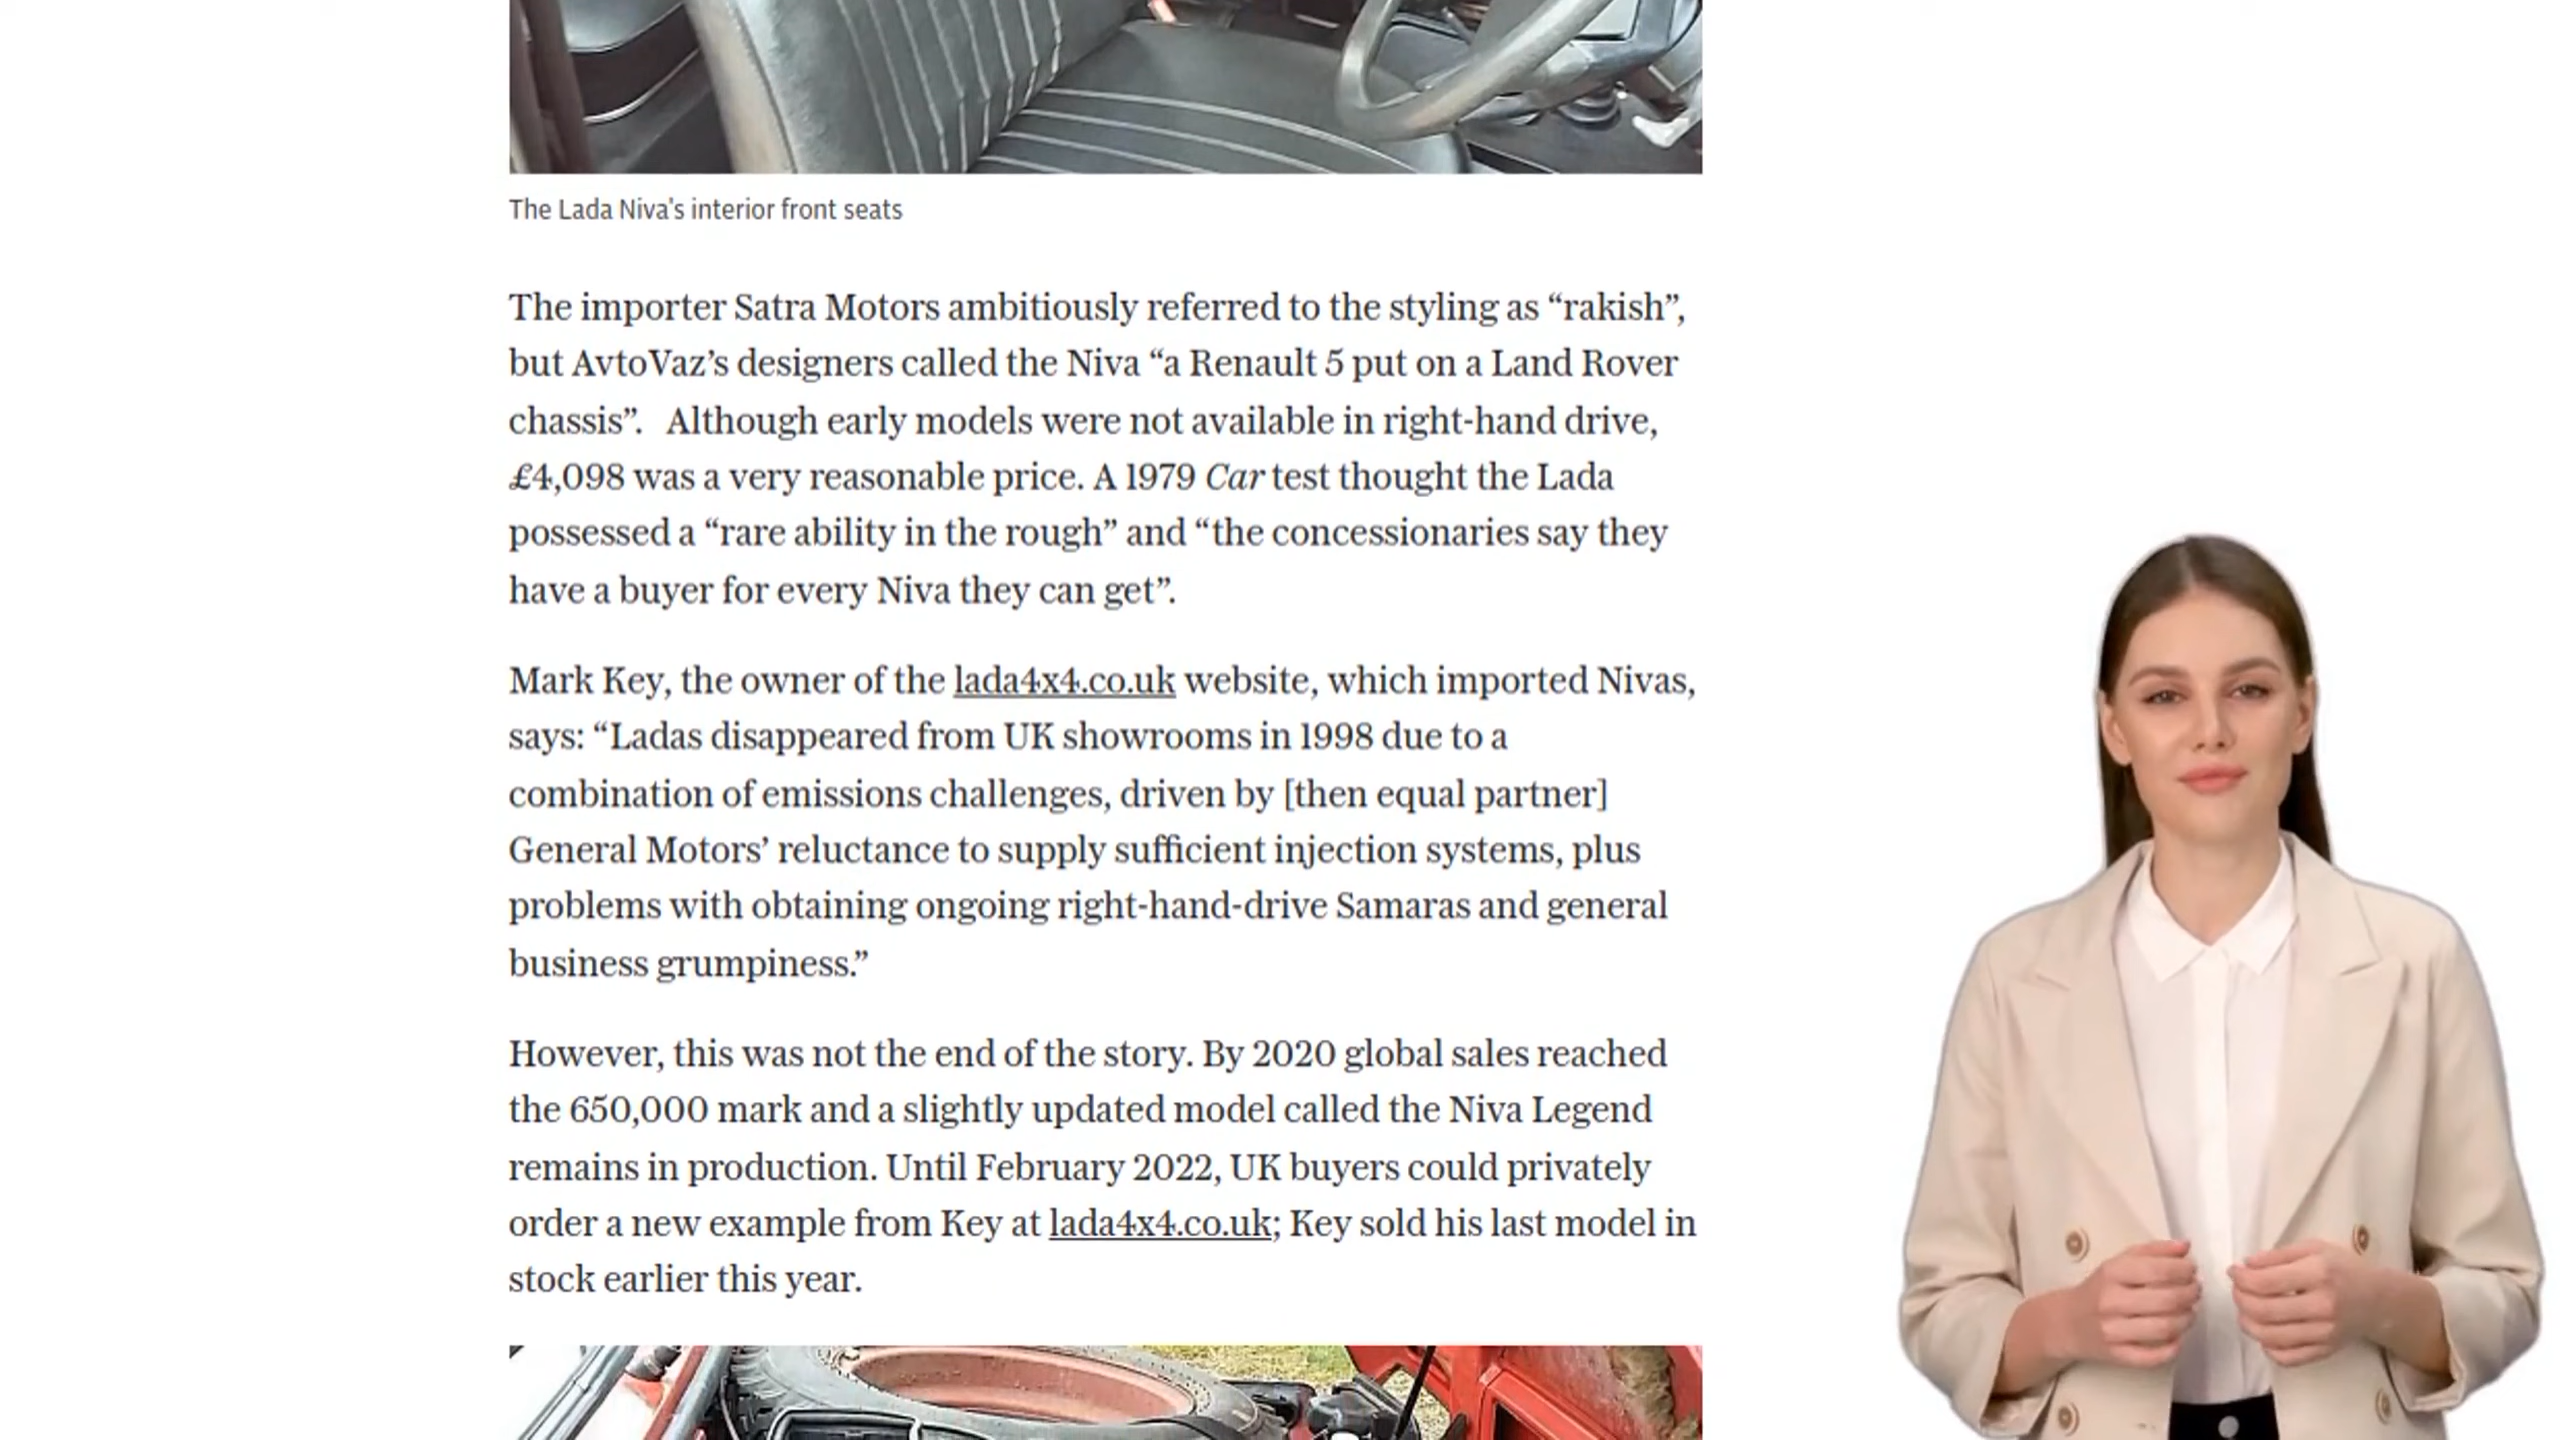 The Lada Niva's interior front seats
The importer Satra Motors ambitiously referred to the styling as “rakish”,
but AvtoVaz’s designers called the Niva “a Renault 5 put on a Land Rover
chassis”.   Although early models were not available in right-hand drive,
£4,098 was a very reasonable price. A 1979 Car test thought the Lada
possessed a “rare ability in the rough” and “the concessionaries say they
have a buyer for every Niva they can get”.
Mark Key, the owner of the lada4x4.co.uk website, which imported Nivas,
says: “Ladas disappeared from UK showrooms in 1998 due to a
combination of emissions challenges, driven by [then equal partner]
General Motors’ reluctance to supply sufficient injection systems, plus
problems with obtaining ongoing right-hand-drive Samaras and general
business grumpiness.”
However, this was not the end of the story. By 2020 global sales reached
the 650,000 mark and a slightly updated model called the Niva Legend
remains in production. Until February 2022, UK buyers could privately
order a new example from Key at lada4x4.co.uk; Key sold his last model in
stock earlier this year.